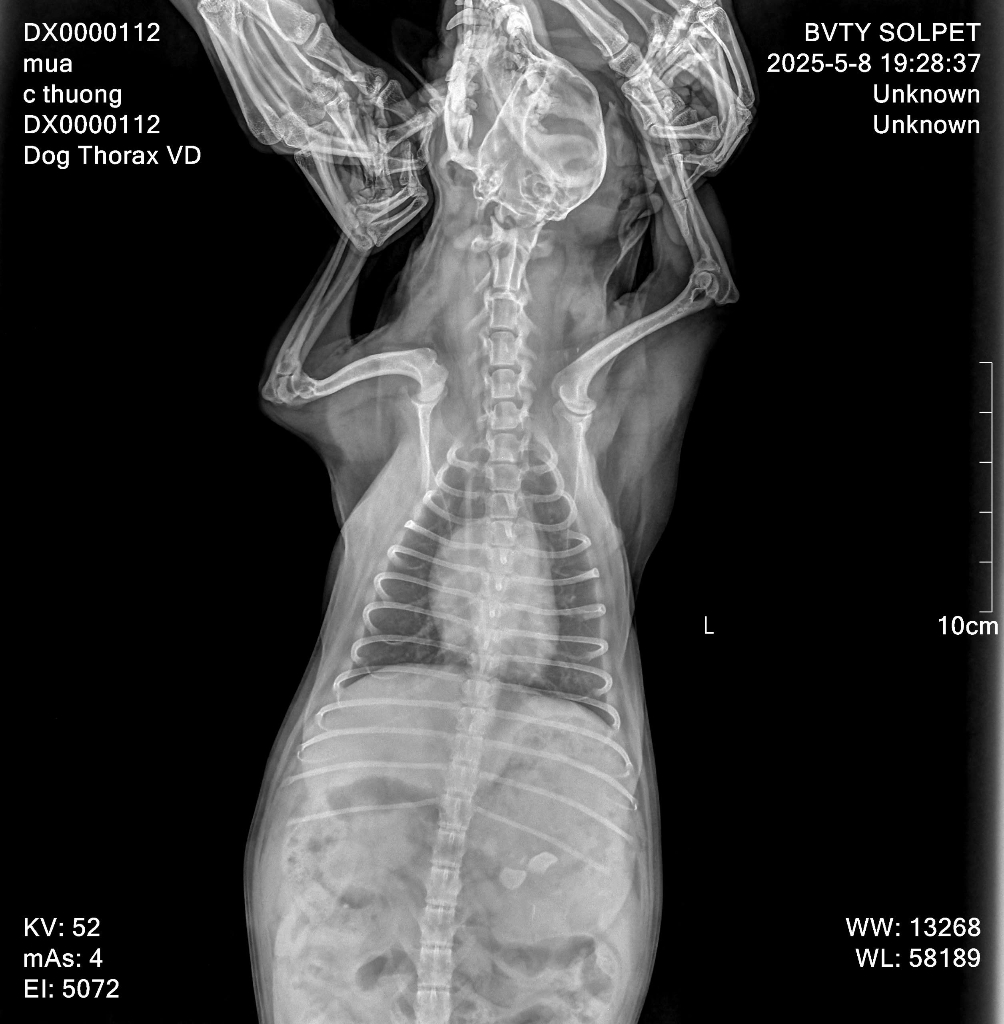 DX0000112
mua
c thuong
DX0000112
Dog Thorax VD
BVTY SOLPET
2025-5-8 19:28:37
Unknown
Unknown
L
10cm
KV: 52
mAs: 4
EI: 5072
WW: 13268
WL: 58189